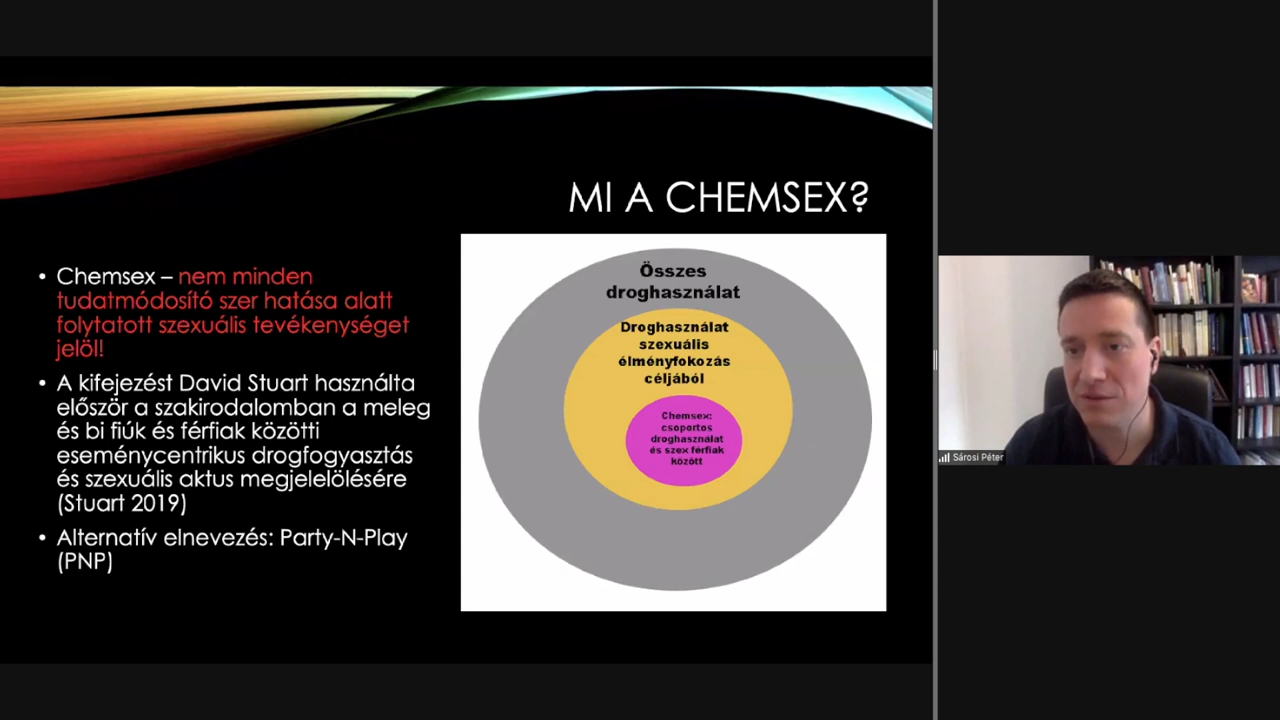 MI A CHEMSEX?
• Chemsex – nem minden
tudatmódosító szer hatása alatt
folytatott szexuális tevékenységet
jelöl!
• A kifejezést David Stuart használta
először a szakirodalomban a meleg
és bi fiúk és férfiak közötti
eseménycentrikus drogfogyasztás
és szexuális aktus megjelelölésére
(Stuart 2019)
• Alternatív elnevezés: Party-N-Play
(PNP)
Összes
droghasználat
Droghasználat
szexuális
élményfokozás
céljából
Chemsex:
csoportos
droghasználat
és szex férfiak
között
Sárosi Péter